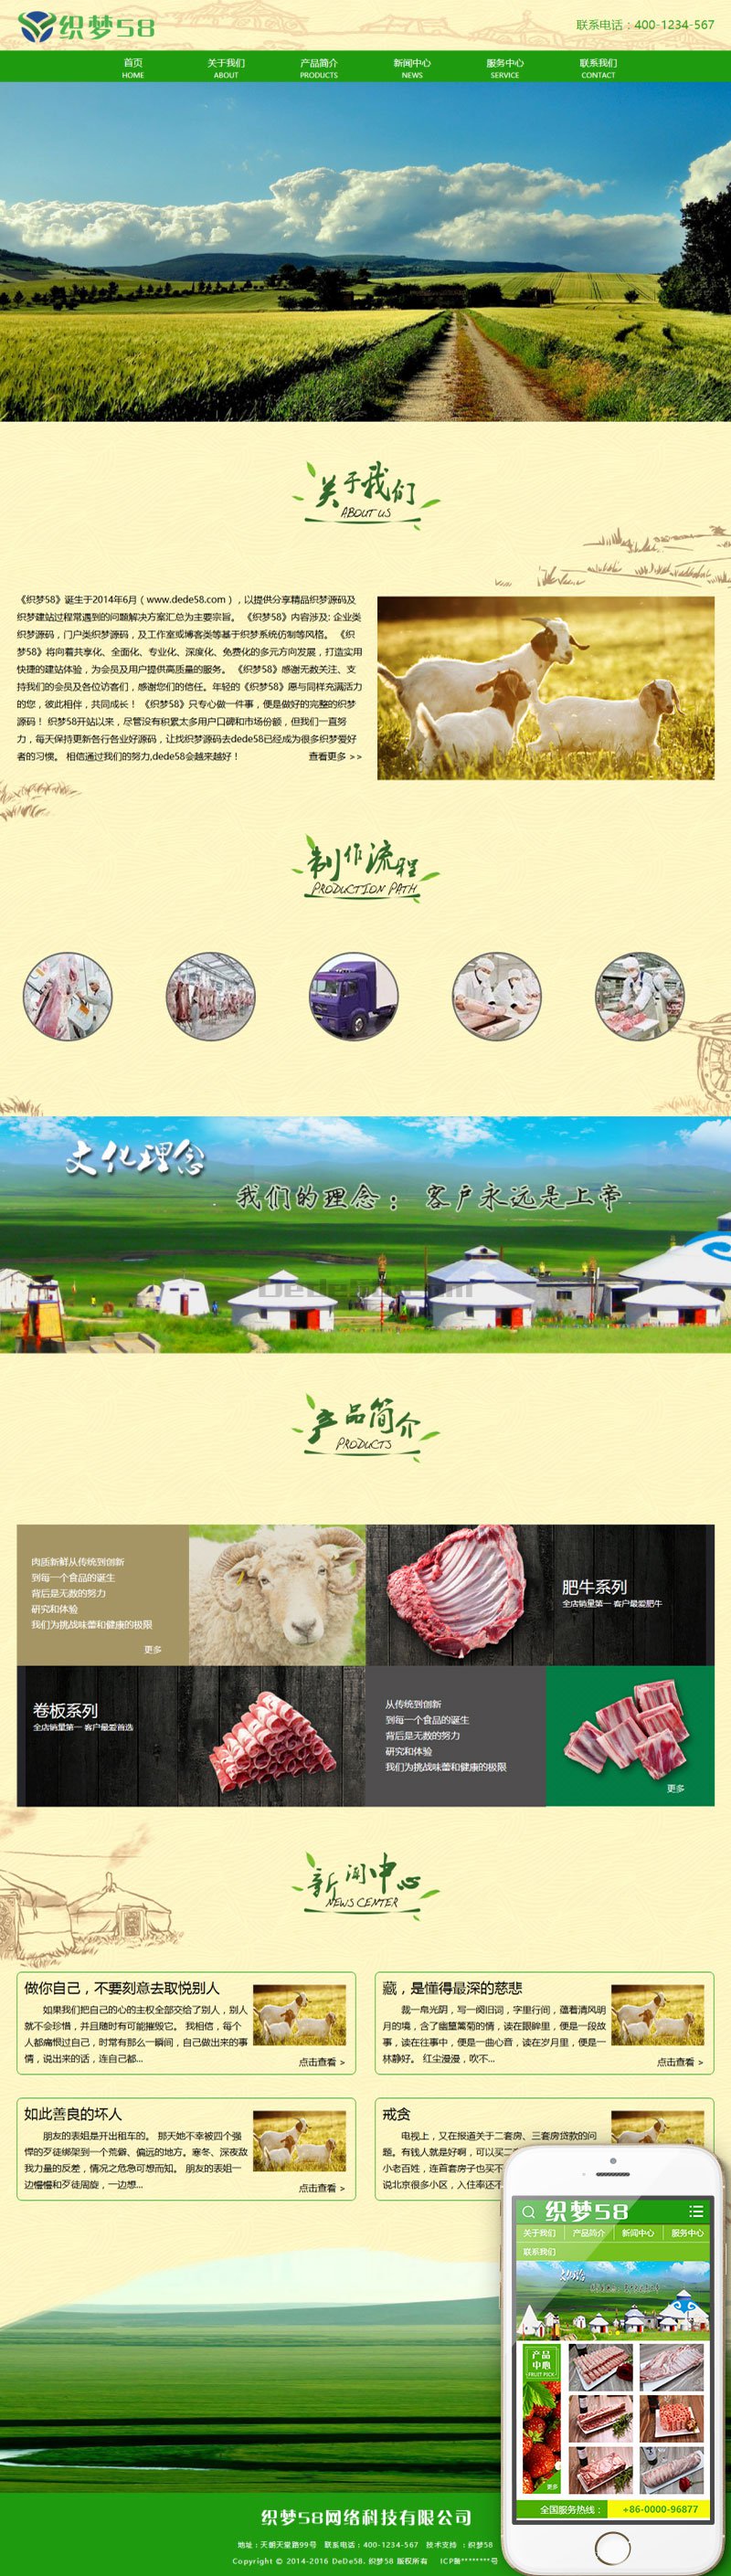 织梦58
联系电话：400-1234-567
首页 关于我们 产品简介 新闻中心 服务中心 联系我们
HOME ABOUT PRODUCTS NEWS SERVICE CONTACT
关于我们
ABOUT US
《织梦58》诞生于2014年6月（www.dede58.com），以提供分享精品织梦源码及
织梦建站过程常遇到的问题解决方案汇总为主要宗旨。《织梦58》内容涉及: 企业类
织梦源码，门户类织梦源码，及工作室或博客类等基于织梦系统仿制等风格。《织
梦58》将向着共享化、全面化、专业化、深度化、免费化的多元方向发展，打造实用
快捷的建站体验，为会员及用户提供高质量的服务。《织梦58》感谢无数关注、支
持我们的会员及各位访客们，感谢您们的信任。年轻的《织梦58》愿与同样充满活力
的您，彼此相伴，共同成长！《织梦58》只专心做一件事，便是做好的完整的织梦
源码！ 织梦58开站以来，尽管没有积累太多用户口碑和市场份额，但我们一直努
力，每天保持更新各行各业好源码，让找织梦源码去dede58已经成为很多织梦爱好
者的习惯。 相信通过我们的努力,dede58会越来越好！ 查看更多 >>
制作流程
PRODUCTION PATH
文化理念
我们的理念：客户永远是上帝
产品简介
PRODUCTS
肉质新鲜从传统到创新
到每一个食品的诞生
背后是无数的努力
研究和体验
我们为挑战味蕾和健康的极限
更多
肥牛系列
全店销量第一 客户最爱肥牛
卷板系列
全店销量第一 客户最爱首选
从传统到创新
到每一个食品的诞生
背后是无数的努力
研究和体验
我们为挑战味蕾和健康的极限
更多
新闻中心
NEWS CENTER
做你自己，不要刻意去取悦别人
如果我们把自己的心的主权全部交给了别人，别人
就不会珍惜，并且随时有可能摧毁它。 我相信，每个
人都痛恨过自己，时常有那么一瞬间，自己做出来的事
情，说出来的话，连自己都...
点击查看 >
藏，是懂得最深的慈悲
裁一帛光阴，写一阕旧词，字里行间，蕴着清风明
月的境，含了幽篁篱菊的情，读在眼眸里，便是一段故
事，读在往事中，便是一曲心音，读在岁月里，便是一
林静好。 红尘漫漫，吹不...
点击查看 >
如此善良的坏人
朋友的表姐是开出租车的。 那天她不幸被四个强
悍的歹徒绑架到一个荒僻、偏远的地方。寒冬、深夜敌
我力量的反差，情况之危急可想而知。 朋友的表姐一
边慢慢和歹徒周旋，一边想...
点击查看 >
戒贪
电视上，又在报道关于二套房、三套房贷款的问
题。有钱人就是好啊，可以买二
小老百姓，连首套房子也买不
说北京很多小区，入住率还不
织梦58
关于我们 产品简介 新闻中心 服务中心
联系我们
产品
中心
FRUIT PICK
更多
全国服务热线： +86-0000-96877
织梦58网络科技有限公司
地址：天朝天堂路99号 联系电话：400-1234-567 技术支持 ：织梦58
Copyright © 2014-2016 DeDe58. 织梦58 版权所有 ICP备********号